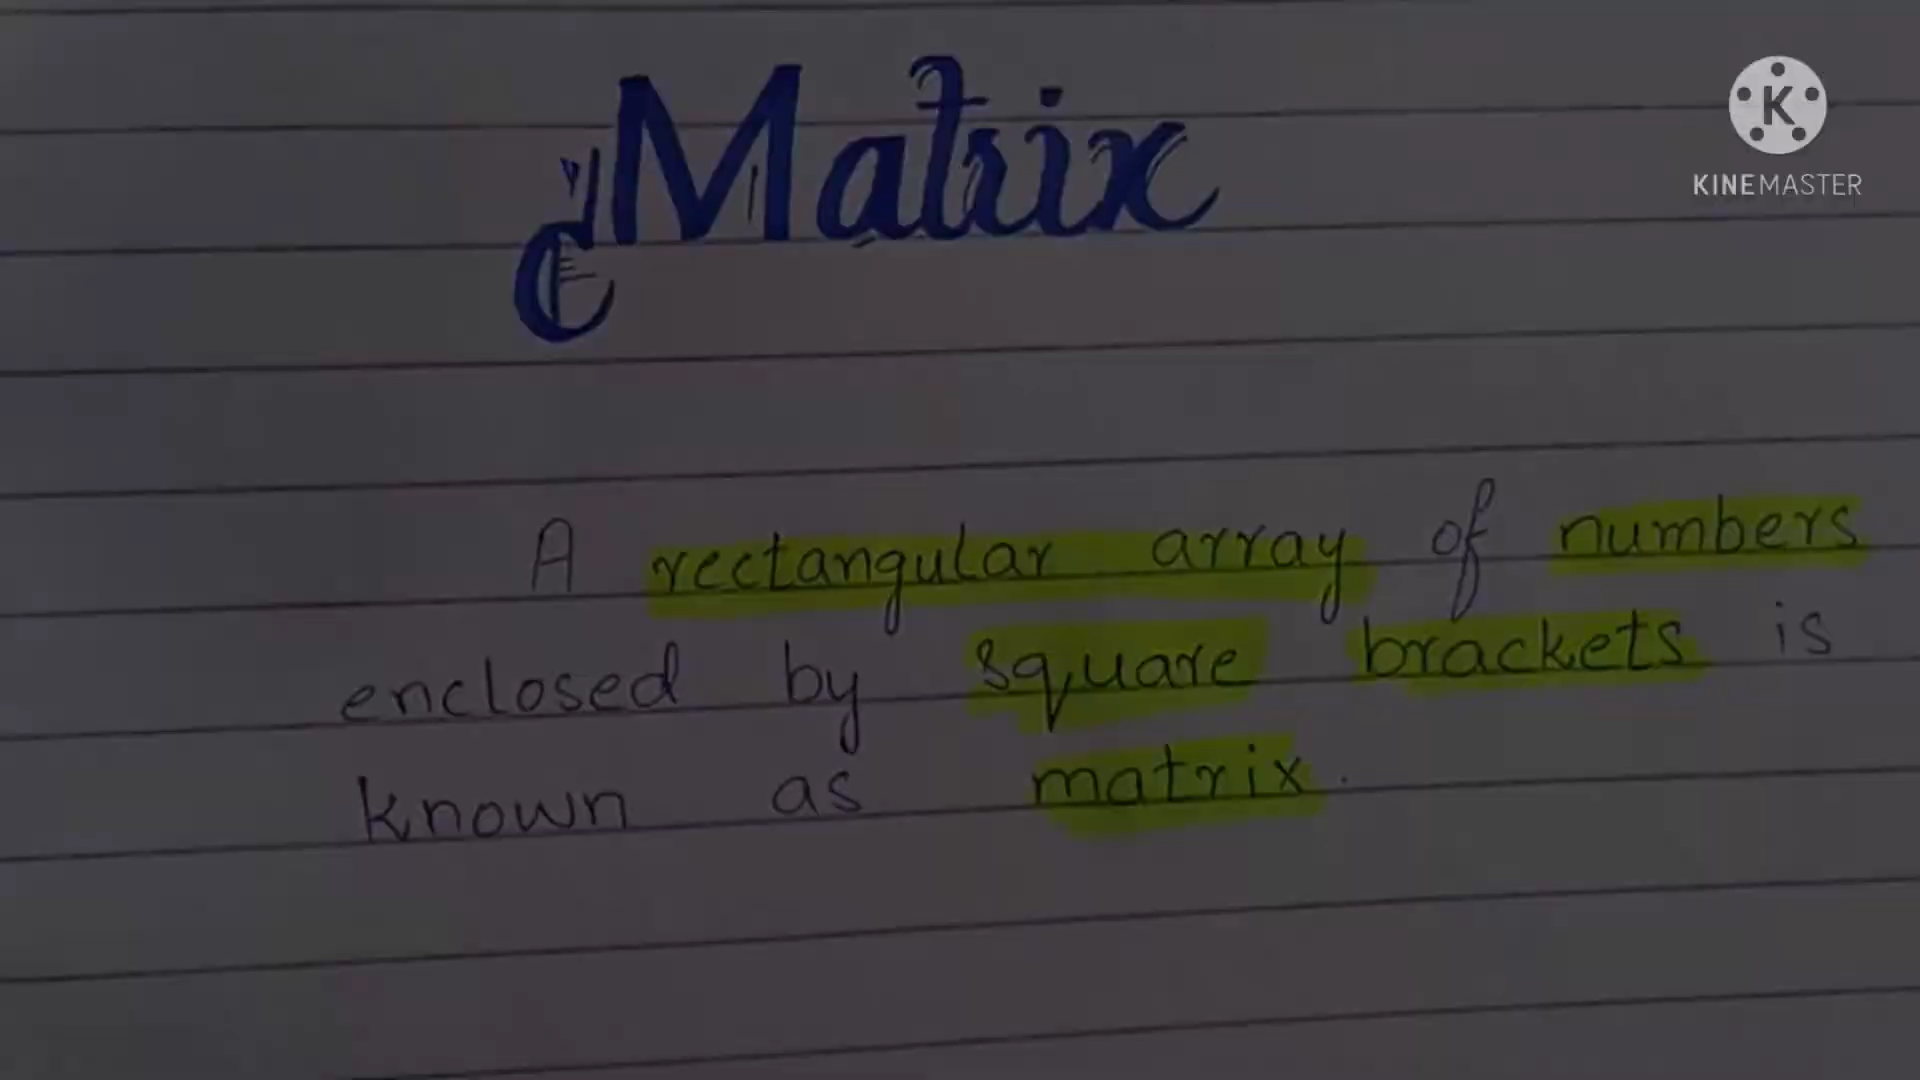 Matrix
KINEMASTER
A rectangular array of numbers
enclosed by square brackets is
known as matrix.